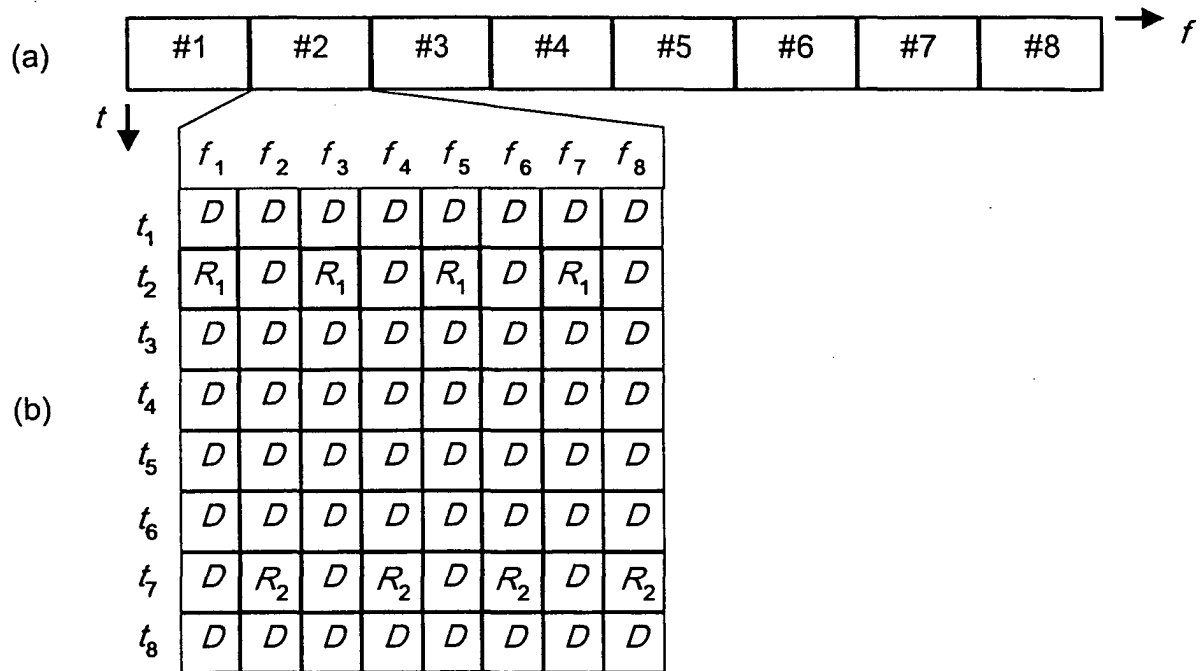 (a) #1 #2 #3 #4 #5 #6 #7 #8 f
t
f1 f2 f3 f4 f5 f6 f7 f8
t1 D D D D D D D D
t2 R1 D R1 D R1 D R1 D
t3 D D D D D D D D
t4 D D D D D D D D
(b)
t5 D D D D D D D D
t6 D D D D D D D D
t7 D R2 D R2 D R2 D R2
t8 D D D D D D D D